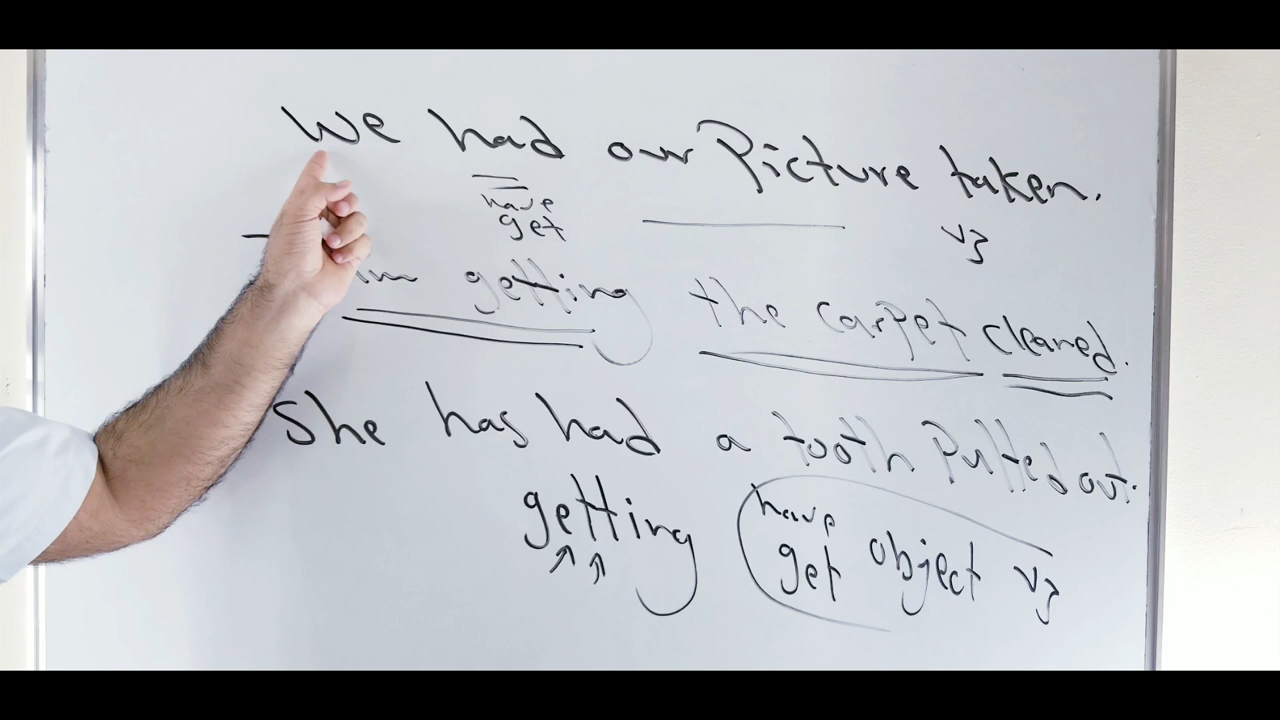 We had our Picture taken.
have
get
v3
im getting the carpet cleaned.
She has had a tooth Pulled out.
getting
have
get object v3